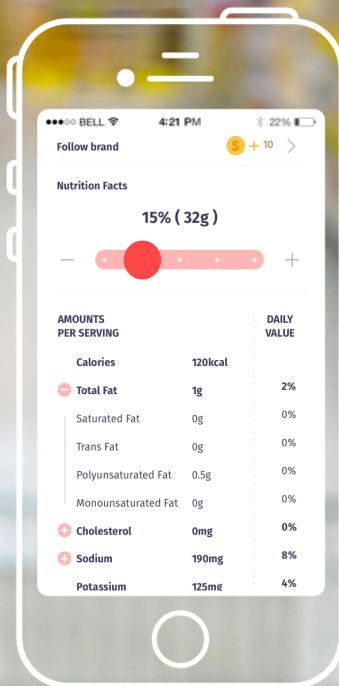 BELL 4:21 PM 22%
Follow brand S + 10
Nutrition Facts
15% ( 32g )
AMOUNTS PER SERVING DAILY VALUE
Calories 120kcal
Total Fat 1g 2%
Saturated Fat 0g 0%
Trans Fat 0g 0%
Polyunsaturated Fat 0.5g 0%
Monounsaturated Fat 0g 0%
Cholesterol 0mg 0%
Sodium 190mg 8%
Potassium 125mg 4%